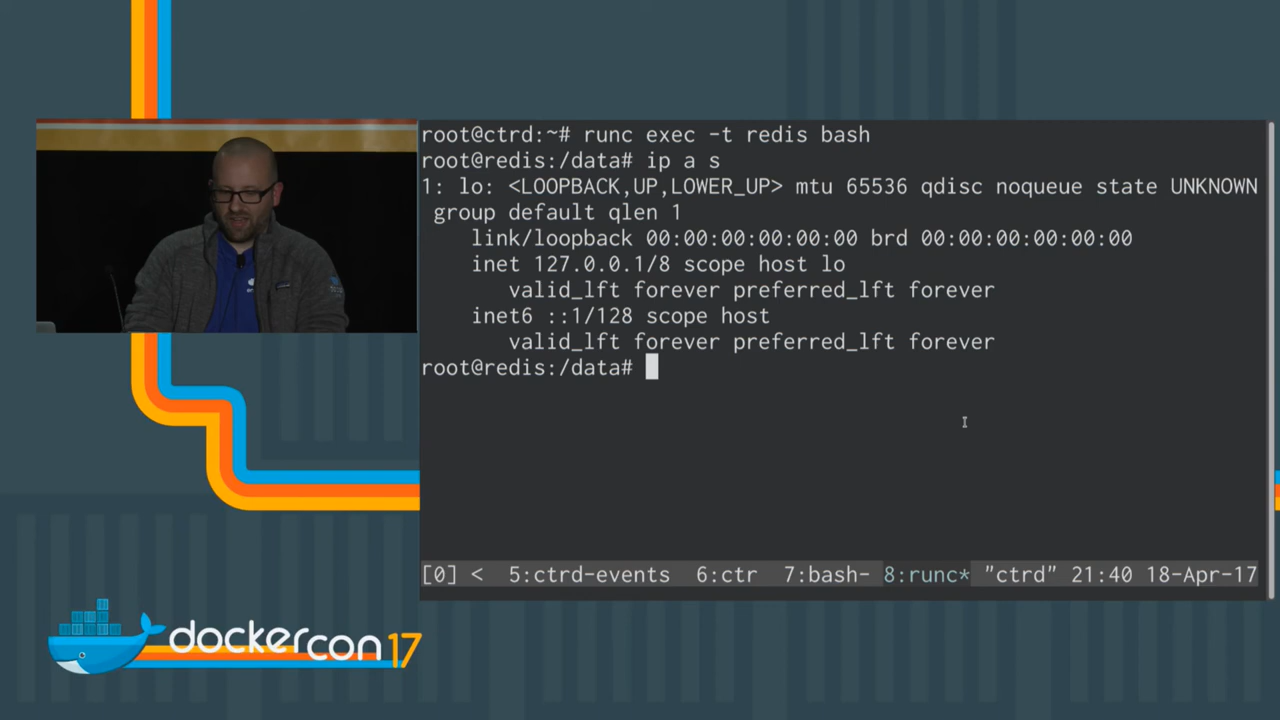 root@ctrd:~# runc exec -t redis bash
root@redis:/data# ip a s
1: lo: <LOOPBACK,UP,LOWER_UP> mtu 65536 qdisc noqueue state UNKNOWN
group default qlen 1
link/loopback 00:00:00:00:00:00 brd 00:00:00:00:00:00
inet 127.0.0.1/8 scope host lo
valid_lft forever preferred_lft forever
inet6 ::1/128 scope host
valid_lft forever preferred_lft forever
root@redis:/data#
[0] < 5:ctrd-events 6:ctr 7:bash- 8:runc* "ctrd" 21:40 18-Apr-17
dockercon 17